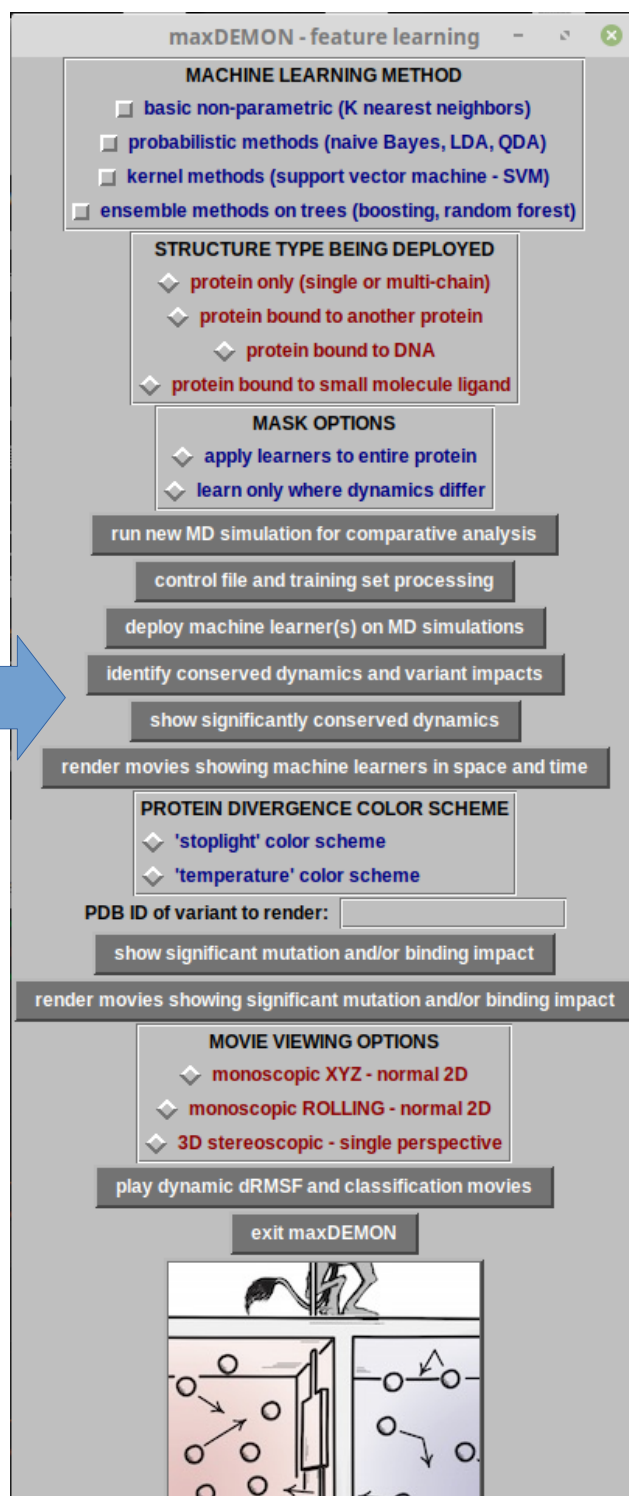 maxDEMON - feature learning
MACHINE LEARNING METHOD
basic non-parametric (K nearest neighbors)
probabilistic methods (naive Bayes, LDA, QDA)
kernel methods (support vector machine - SVM)
ensemble methods on trees (boosting, random forest)
STRUCTURE TYPE BEING DEPLOYED
protein only (single or multi-chain)
protein bound to another protein
protein bound to DNA
protein bound to small molecule ligand
MASK OPTIONS
apply learners to entire protein
learn only where dynamics differ
run new MD simulation for comparative analysis
control file and training set processing
deploy machine learner(s) on MD simulations
identify conserved dynamics and variant impacts
show significantly conserved dynamics
render movies showing machine learners in space and time
PROTEIN DIVERGENCE COLOR SCHEME
'stoplight' color scheme
'temperature' color scheme
PDB ID of variant to render:
show significant mutation and/or binding impact
render movies showing significant mutation and/or binding impact
MOVIE VIEWING OPTIONS
monoscopic XYZ - normal 2D
monoscopic ROLLING - normal 2D
3D stereoscopic - single perspective
play dynamic dRMSF and classification movies
exit maxDEMON